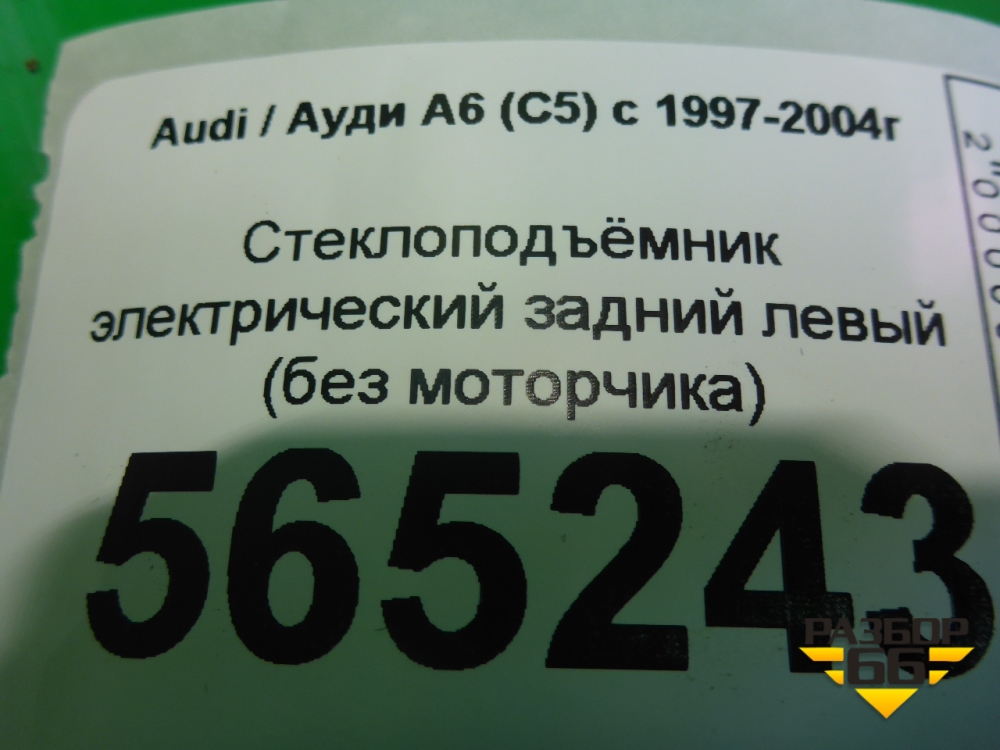 Audi / Ауди А6 (С5) с 1997-2004г
Стеклоподъёмник
электрический задний левый
(без моторчика)
565243
РАЗБОР
66